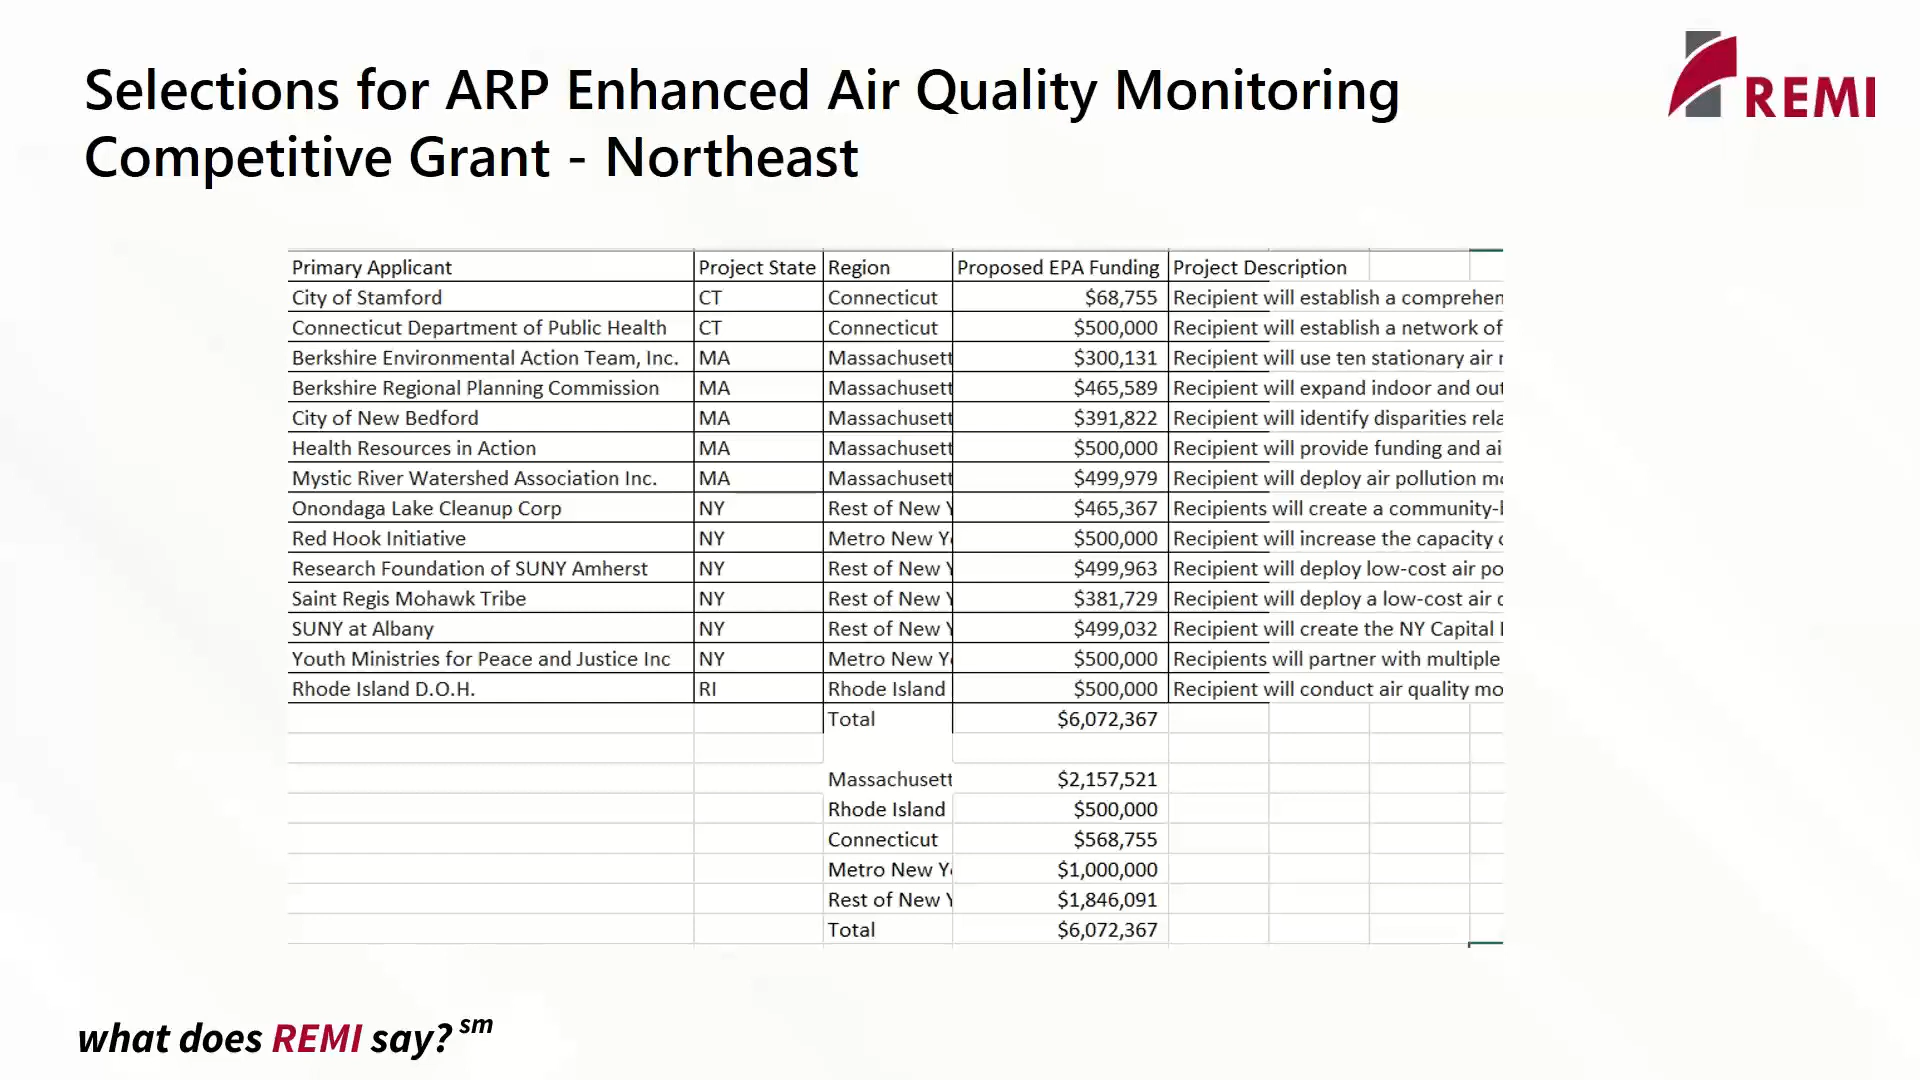 Selections for ARP Enhanced Air Quality Monitoring
Competitive Grant - Northeast
REMI
Primary Applicant Project State Region Proposed EPA Funding Project Description
City of Stamford CT Connecticut $68,755 Recipient will establish a comprehen
Connecticut Department of Public Health CT Connecticut $500,000 Recipient will establish a network of
Berkshire Environmental Action Team, Inc. MA Massachusett $300,131 Recipient will use ten stationary air
Berkshire Regional Planning Commission MA Massachusett $465,589 Recipient will expand indoor and out
City of New Bedford MA Massachusett $391,822 Recipient will identify disparities rela
Health Resources in Action MA Massachusett $500,000 Recipient will provide funding and ai
Mystic River Watershed Association Inc. MA Massachusett $499,979 Recipient will deploy air pollution mo
Onondaga Lake Cleanup Corp NY Rest of New Y $465,367 Recipients will create a community-
Red Hook Initiative NY Metro New Yo $500,000 Recipient will increase the capacity
Research Foundation of SUNY Amherst NY Rest of New Y $499,963 Recipient will deploy low-cost air po
Saint Regis Mohawk Tribe NY Rest of New Y $381,729 Recipient will deploy a low-cost air
SUNY at Albany NY Rest of New Y $499,032 Recipient will create the NY Capital
Youth Ministries for Peace and Justice Inc NY Metro New Yo $500,000 Recipients will partner with multiple
Rhode Island D.O.H. RI Rhode Island $500,000 Recipient will conduct air quality mo
Total $6,072,367
Massachusett $2,157,521
Rhode Island $500,000
Connecticut $568,755
Metro New Yo $1,000,000
Rest of New Y $1,846,091
Total $6,072,367
what does REMI say? sm